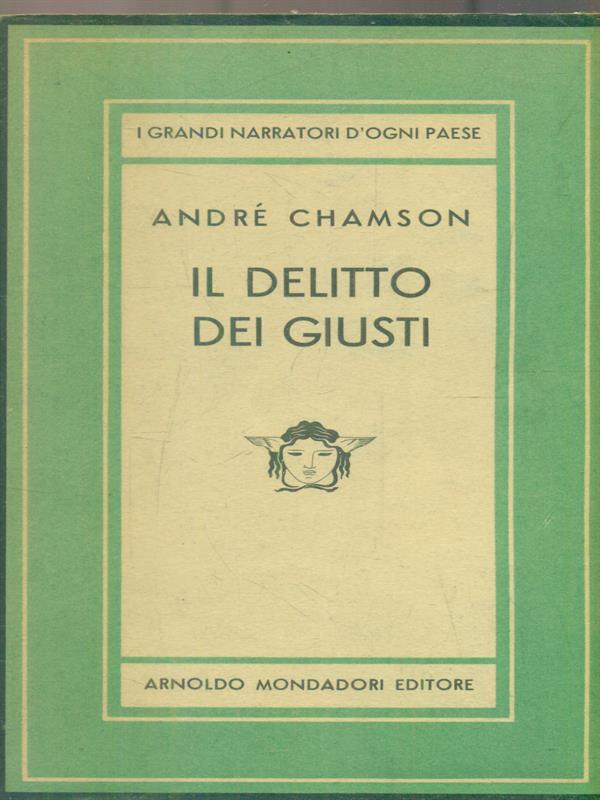 I GRANDI NARRATORI D'OGNI PAESE
ANDRÉ CHAMSON
IL DELITTO
DEI GIUSTI
ARNOLDO MONDADORI EDITORE